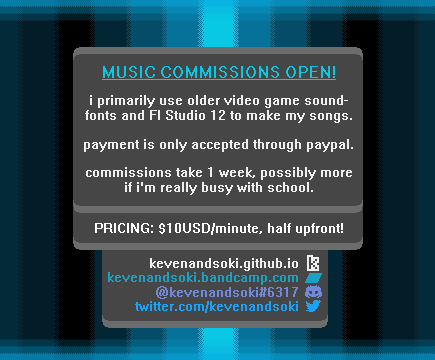 MUSIC COMMISSIONS OPEN!
i primarily use older video game sound-
fonts and Fl Studio 12 to make my songs.
payment is only accepted through paypal.
commissions take 1 week, possibly more
if i'm really busy with school.
PRICING: $10USD/minute, half upfront!
kevenandsoki.github.io
kevenandsoki.bandcamp.com
@kevenandsoki#6317
twitter.com/kevenandsoki